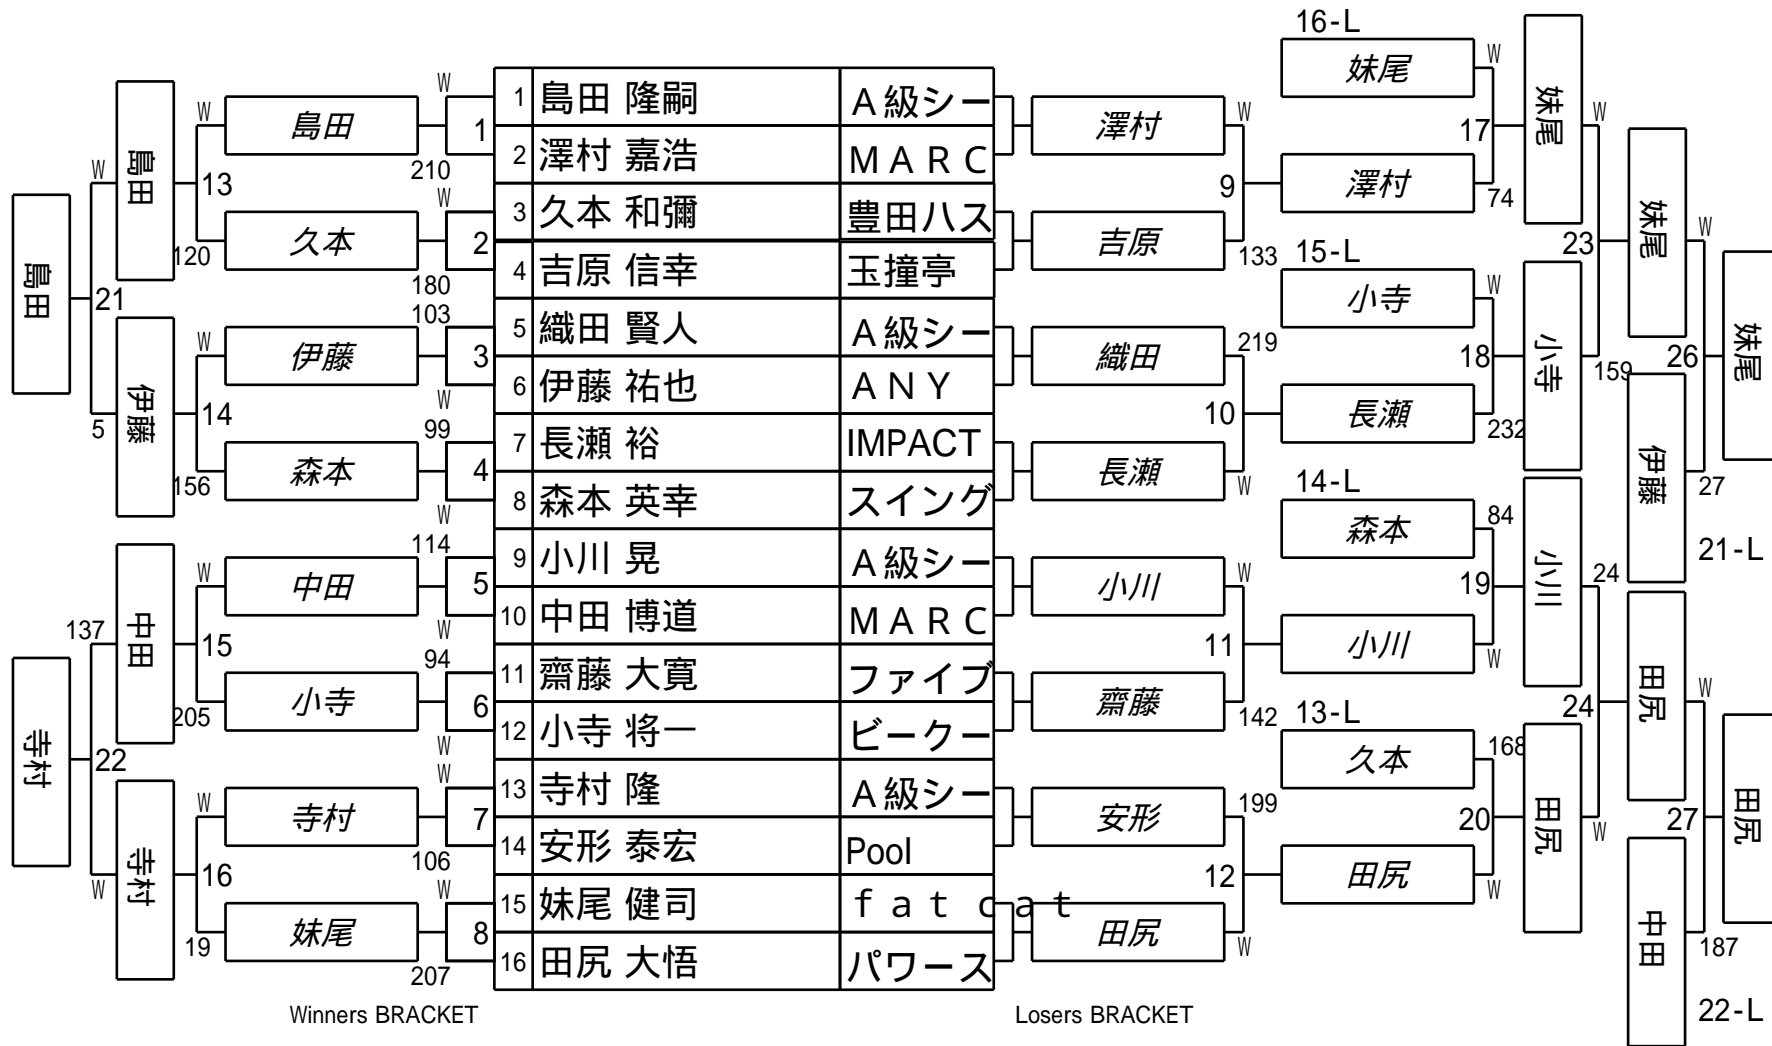 16-L
妹尾
W
妹尾
W
島田
W
W
島田
1 島田 隆嗣 A級シー
1
2 澤村 嘉浩 MARC
210
澤村
W
17
澤村
74
13
W
久本
120
W
2
3 久本 和彌 豊田ハス
4 吉原 信幸 玉撞亭
180
9
吉原
133
15-L
小寺
W
23
妹尾
W
島田
21
5
伊藤
W
伊藤
103
3
5 織田 賢人 A級シー
6 伊藤 祐也 ANY
W
織田
219
18
小寺
159
26
妹尾
14
森本
156
99
4
7 長瀬 裕 IMPACT
8 森本 英幸 スイング
W
10
長瀬
W
長瀬
232
伊藤
27
21-L
14-L
森本
84
中田
137
W
中田
114
5
9 小川 晃 A級シー
10 中田 博道 MARC
W
小川
W
19
小川
24
15
小寺
205
94
6
11 齋藤 大寛 ファイブ
12 小寺 将一 ビークー
W
11
齋藤
142
小川
W
13-L
久本
168
24
田尻
W
寺村
22
W
寺村
W
寺村
W
7
13 寺村 隆 A級シー
14 安形 泰宏 Pool
106
安形
199
20
田尻
W
27
田尻
16
妹尾
19
W
8
15 妹尾 健司 fat cat
16 田尻 大悟 パワース
207
12
田尻
W
田尻
W
中田
187
22-L
Winners BRACKET
Losers BRACKET